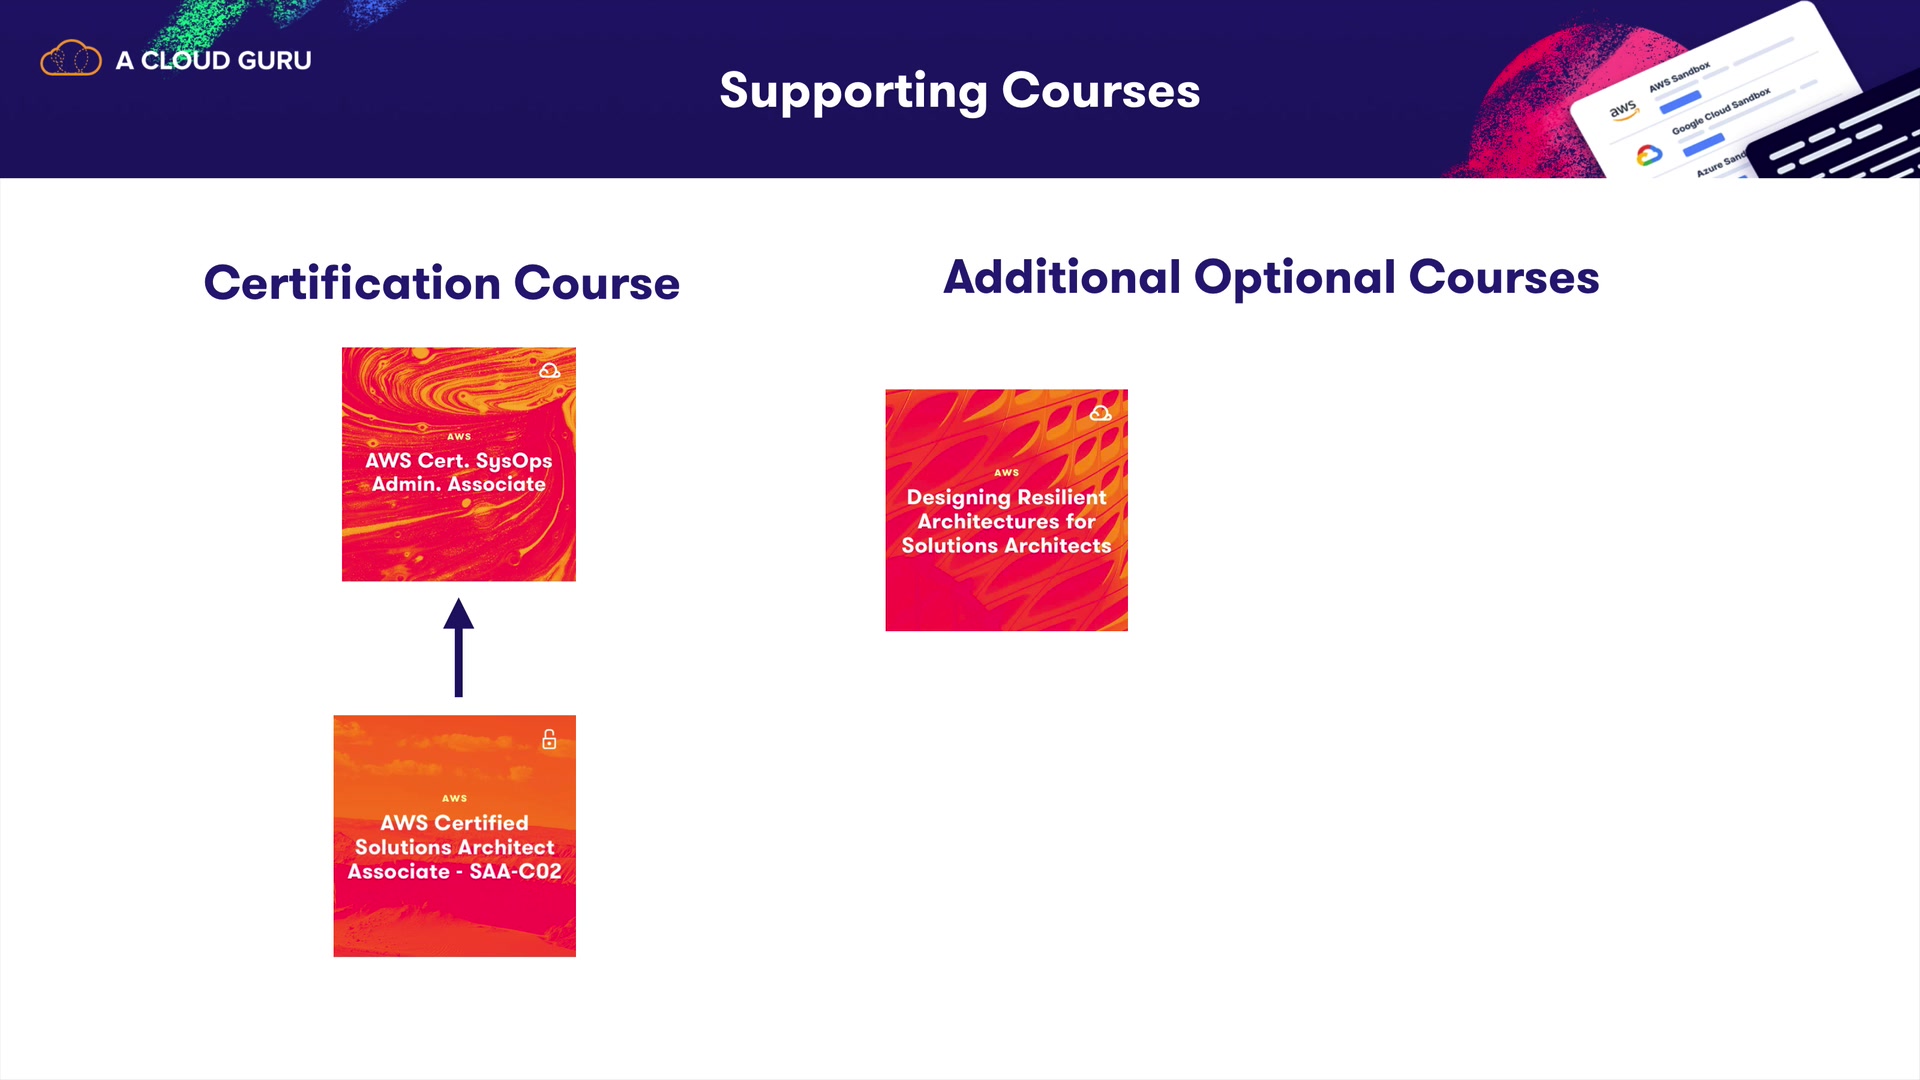 A CLOUD GURU
Supporting Courses
aws
AWS Sandbox
Google Cloud Sandbox
Azure Sand
Certification Course
AWS
AWS Cert. SysOps
Admin. Associate
AWS
AWS Certified
Solutions Architect
Associate - SAA-C02
Additional Optional Courses
AWS
Designing Resilient
Architectures for
Solutions Architects